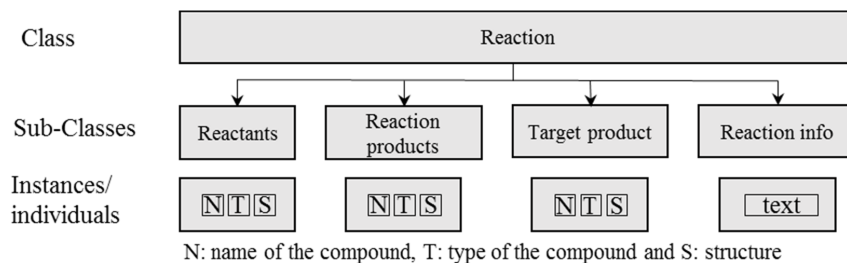 Class
Reaction
Sub-Classes
Reactants
Reaction
products
Target product
Reaction info
Instances/
individuals
N T S
N T S
N T S
text
N: name of the compound, T: type of the compound and S: structure